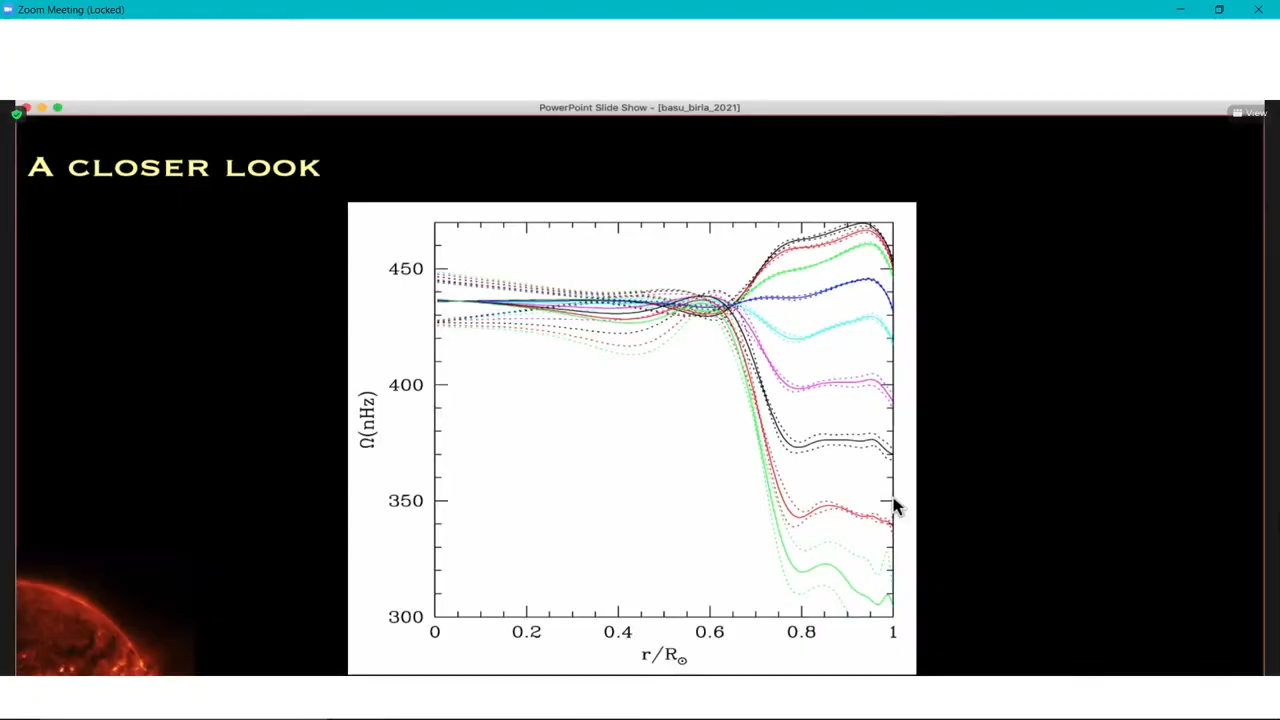 Zoom Meeting (Locked)
PowerPoint Slide Show - [basu_birla_2021]
View
A CLOSER LOOK
450
400
350
300
Ω(nHz)
0 0.2 0.4 0.6 0.8 1
r/R⊙